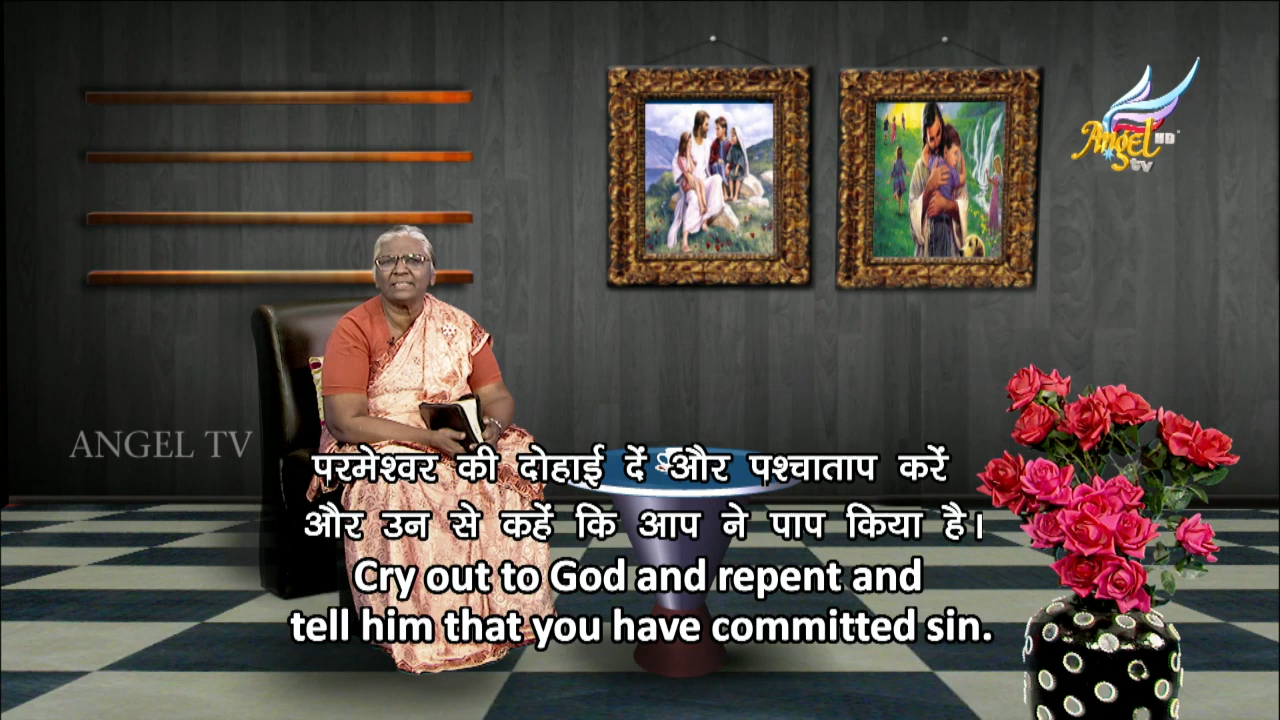 Angel HD
tv
ANGEL TV
परमेश्वर की दोहाई दें और पश्चाताप करें
और उन से कहें कि आप ने पाप किया है।
Cry out to God and repent and
tell him that you have committed sin.